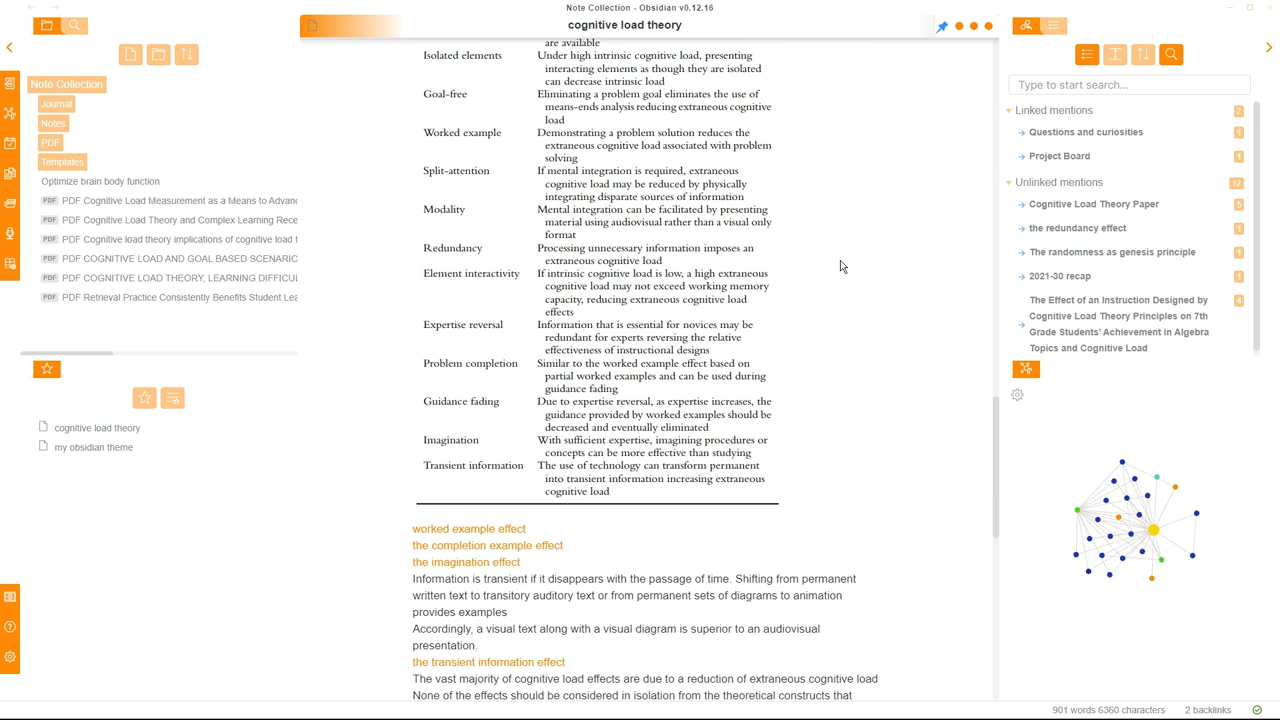 Note Collection - Obsidian v0.12.16
cognitive load theory
Note Collection
Journal
Notes
PDF
Templates
Optimize brain body function
PDF PDF Cognitive Load Measurement as a Means to Advanc
PDF PDF Cognitive Load Theory and Complex Learning Rece
PDF PDF Cognitive load theory implications of cognitive load t
PDF PDF COGNITIVE LOAD AND GOAL BASED SCENARIC
PDF PDF COGNITIVE LOAD THEORY, LEARNING DIFFICUL
PDF PDF Retrieval Practice Consistently Benefits Student Lea
cognitive load theory
my obsidian theme
are available
Isolated elements Under high intrinsic cognitive load, presenting
interacting elements as though they are isolated
can decrease intrinsic load
Goal-free Eliminating a problem goal eliminates the use of
means-ends analysis reducing extraneous cognitive
load
Worked example Demonstrating a problem solution reduces the
extraneous cognitive load associated with problem
solving
Split-attention If mental integration is required, extraneous
cognitive load may be reduced by physically
integrating disparate sources of information
Modality Mental integration can be facilitated by presenting
material using audiovisual rather than a visual only
format
Redundancy Processing unnecessary information imposes an
extraneous cognitive load
Element interactivity If intrinsic cognitive load is low, a high extraneous
cognitive load may not exceed working memory
capacity, reducing extraneous cognitive load
effects
Expertise reversal Information that is essential for novices may be
redundant for experts reversing the relative
effectiveness of instructional designs
Problem completion Similar to the worked example effect based on
partial worked examples and can be used during
guidance fading
Guidance fading Due to expertise reversal, as expertise increases, the
guidance provided by worked examples should be
decreased and eventually eliminated
Imagination With sufficient expertise, imagining procedures or
concepts can be more effective than studying
Transient information The use of technology can transform permanent
into transient information increasing extraneous
cognitive load
worked example effect
the completion example effect
the imagination effect
Information is transient if it disappears with the passage of time. Shifting from permanent
written text to transitory auditory text or from permanent sets of diagrams to animation
provides examples
Accordingly, a visual text along with a visual diagram is superior to an audiovisual
presentation.
the transient information effect
The vast majority of cognitive load effects are due to a reduction of extraneous cognitive load
None of the effects should be considered in isolation from the theoretical constructs that
Type to start search...
Linked mentions 2
Questions and curiosities 1
Project Board 1
Unlinked mentions 12
Cognitive Load Theory Paper 5
the redundancy effect 1
The randomness as genesis principle 1
2021-30 recap 1
The Effect of an Instruction Designed by 4
Cognitive Load Theory Principles on 7th
Grade Students' Achievement in Algebra
Topics and Cognitive Load
901 words 6360 characters 2 backlinks